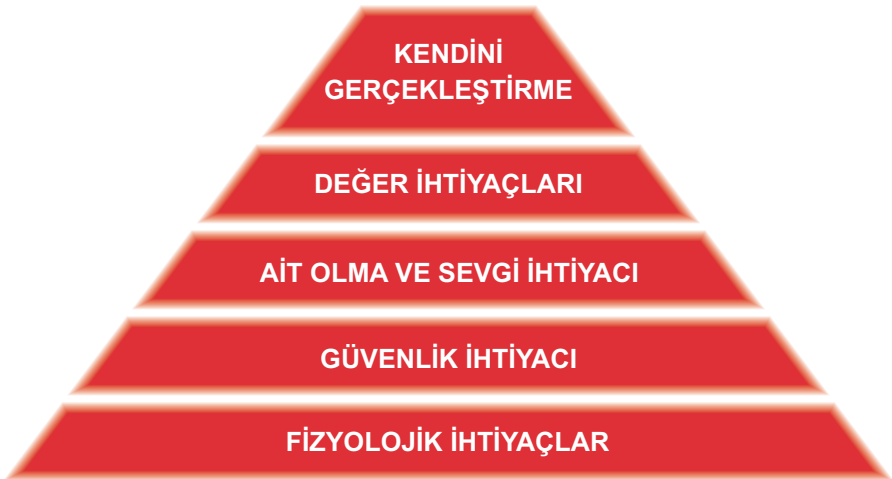 KENDİNİ
GERÇEKLEŞTİRME
DEĞER İHTİYAÇLARI
AİT OLMA VE SEVGİ İHTİYACI
GÜVENLİK İHTİYACI
FİZYOLOJİK İHTİYAÇLAR